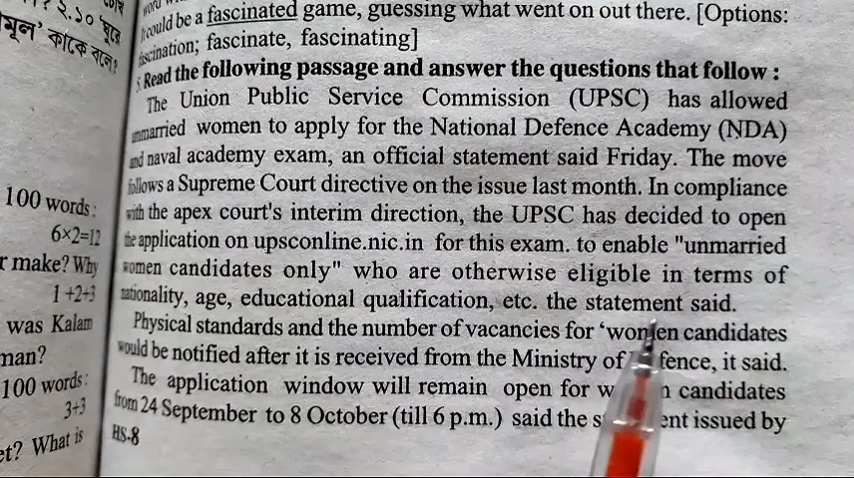 ২.১০ 'ঘুরে
মূল' কাকে বলে?
100 words:
6×2=12
r make? Why
1+2+3
was Kalam
man?
100 words:
3+3
et? What is
could be a fascinated game, guessing what went on out there. [Options:
fascination; fascinate, fascinating]
Read the following passage and answer the questions that follow :
The Union Public Service Commission (UPSC) has allowed
unmarried women to apply for the National Defence Academy (NDA)
and naval academy exam, an official statement said Friday. The move
follows a Supreme Court directive on the issue last month. In compliance
with the apex court's interim direction, the UPSC has decided to open
the application on upsconline.nic.in for this exam. to enable "unmarried
women candidates only" who are otherwise eligible in terms of
nationality, age, educational qualification, etc. the statement said.
Physical standards and the number of vacancies for 'women candidates
would be notified after it is received from the Ministry of Defence, it said.
The application window will remain open for women candidates
from 24 September to 8 October (till 6 p.m.) said the statement issued by
HS-8